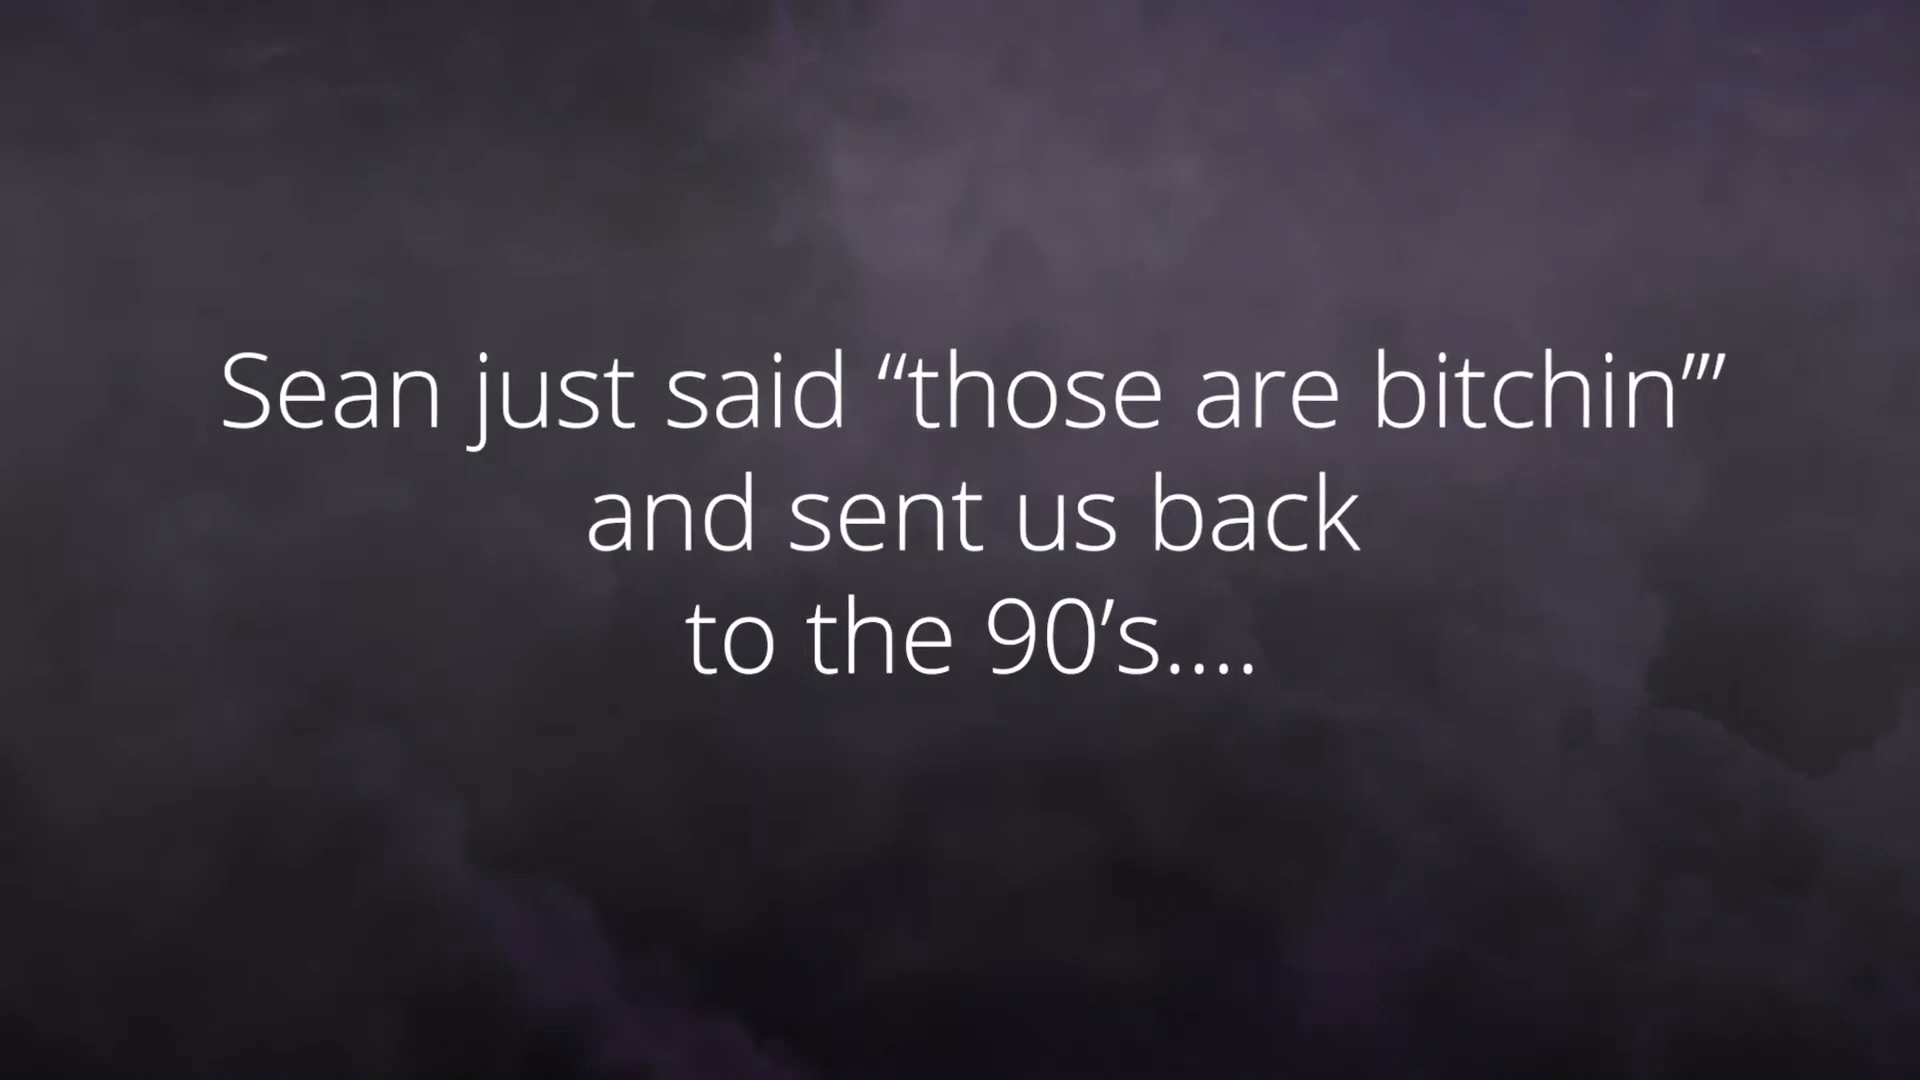 Sean just said “those are bitchin’”
and sent us back
to the 90’s....